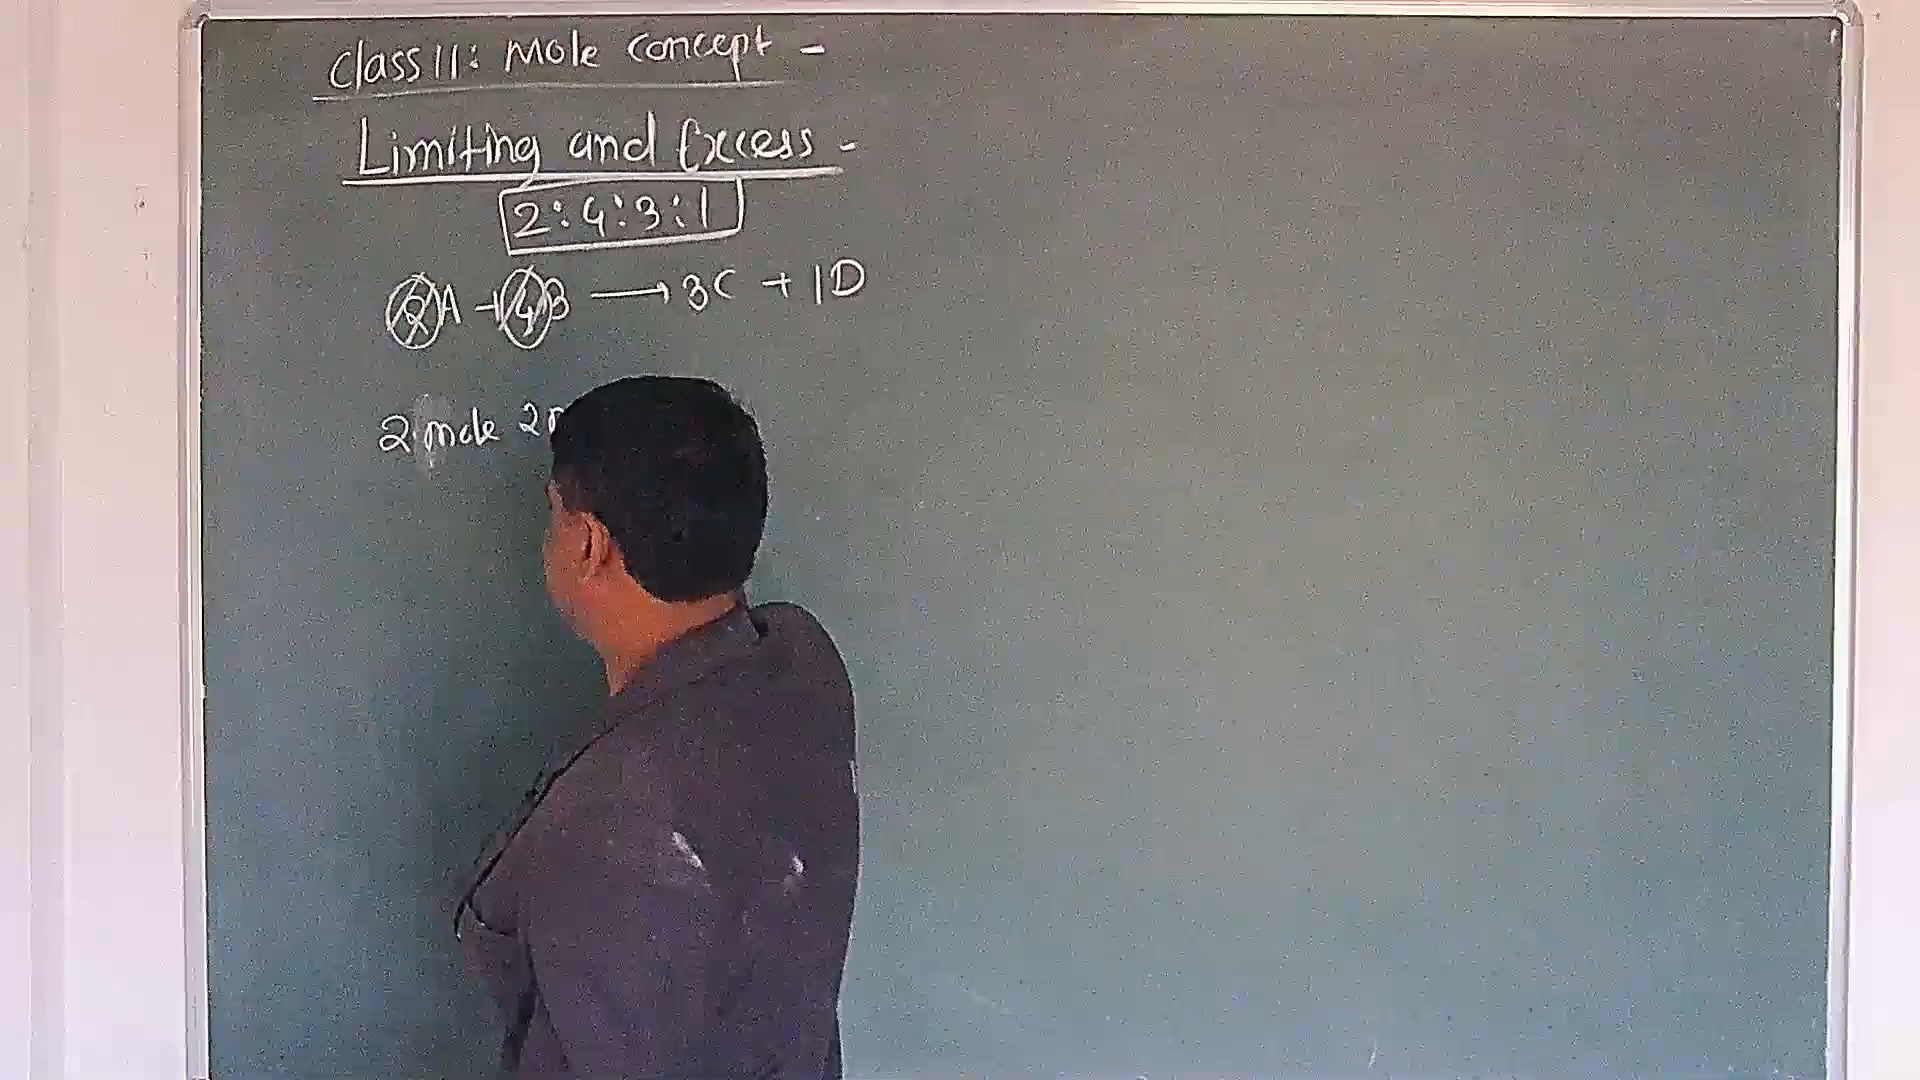 Class 11: Mole concept -
Limiting and Excess -
2:4:3:1
2A + 4B ⟶ 3C + 1D
2 mole 2